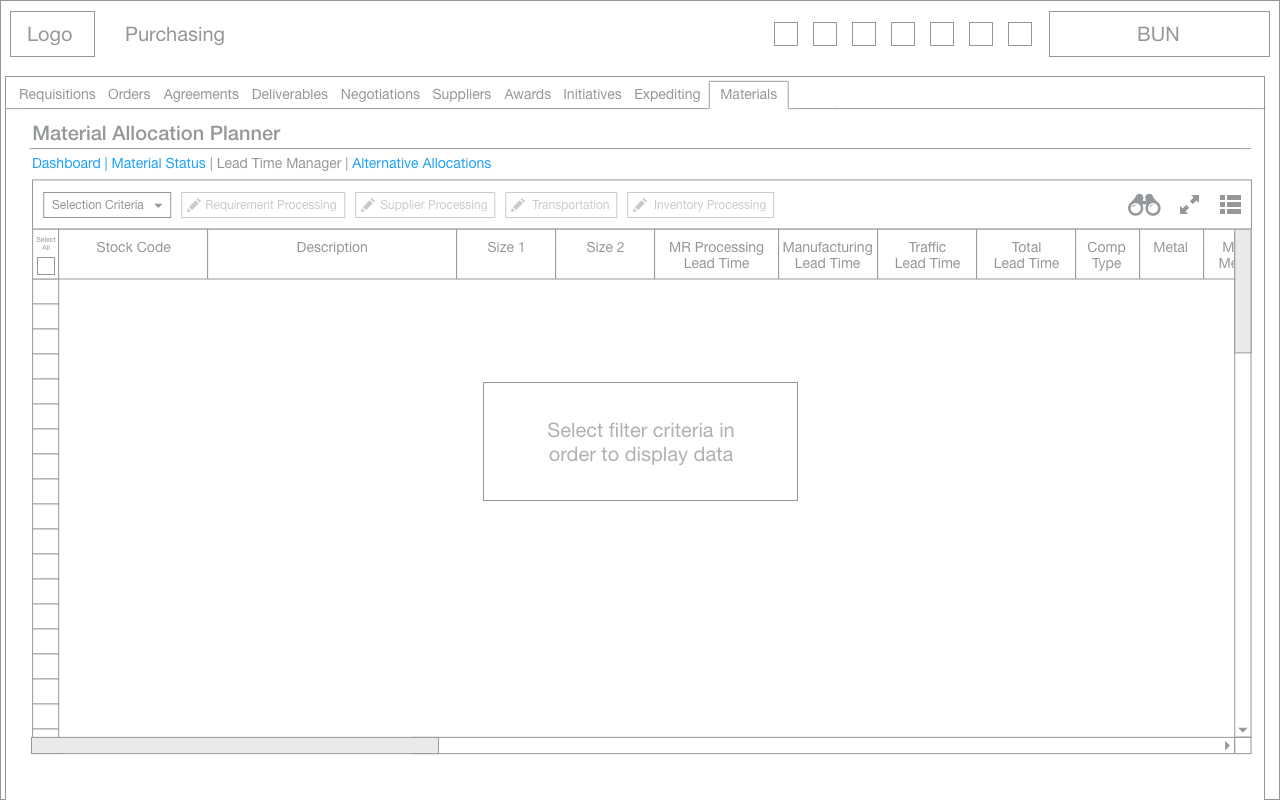 Logo
Purchasing
BUN
Requisitions Orders Agreements Deliverables Negotiations Suppliers Awards Initiatives Expediting Materials
Material Allocation Planner
Dashboard | Material Status | Lead Time Manager | Alternative Allocations
Selection Criteria Requirement Processing Supplier Processing Transportation Inventory Processing
Select
All
Stock Code
Description
Size 1
Size 2
MR Processing
Lead Time
Manufacturing
Lead Time
Traffic
Lead Time
Total
Lead Time
Comp
Type
Metal
Select filter criteria in
order to display data